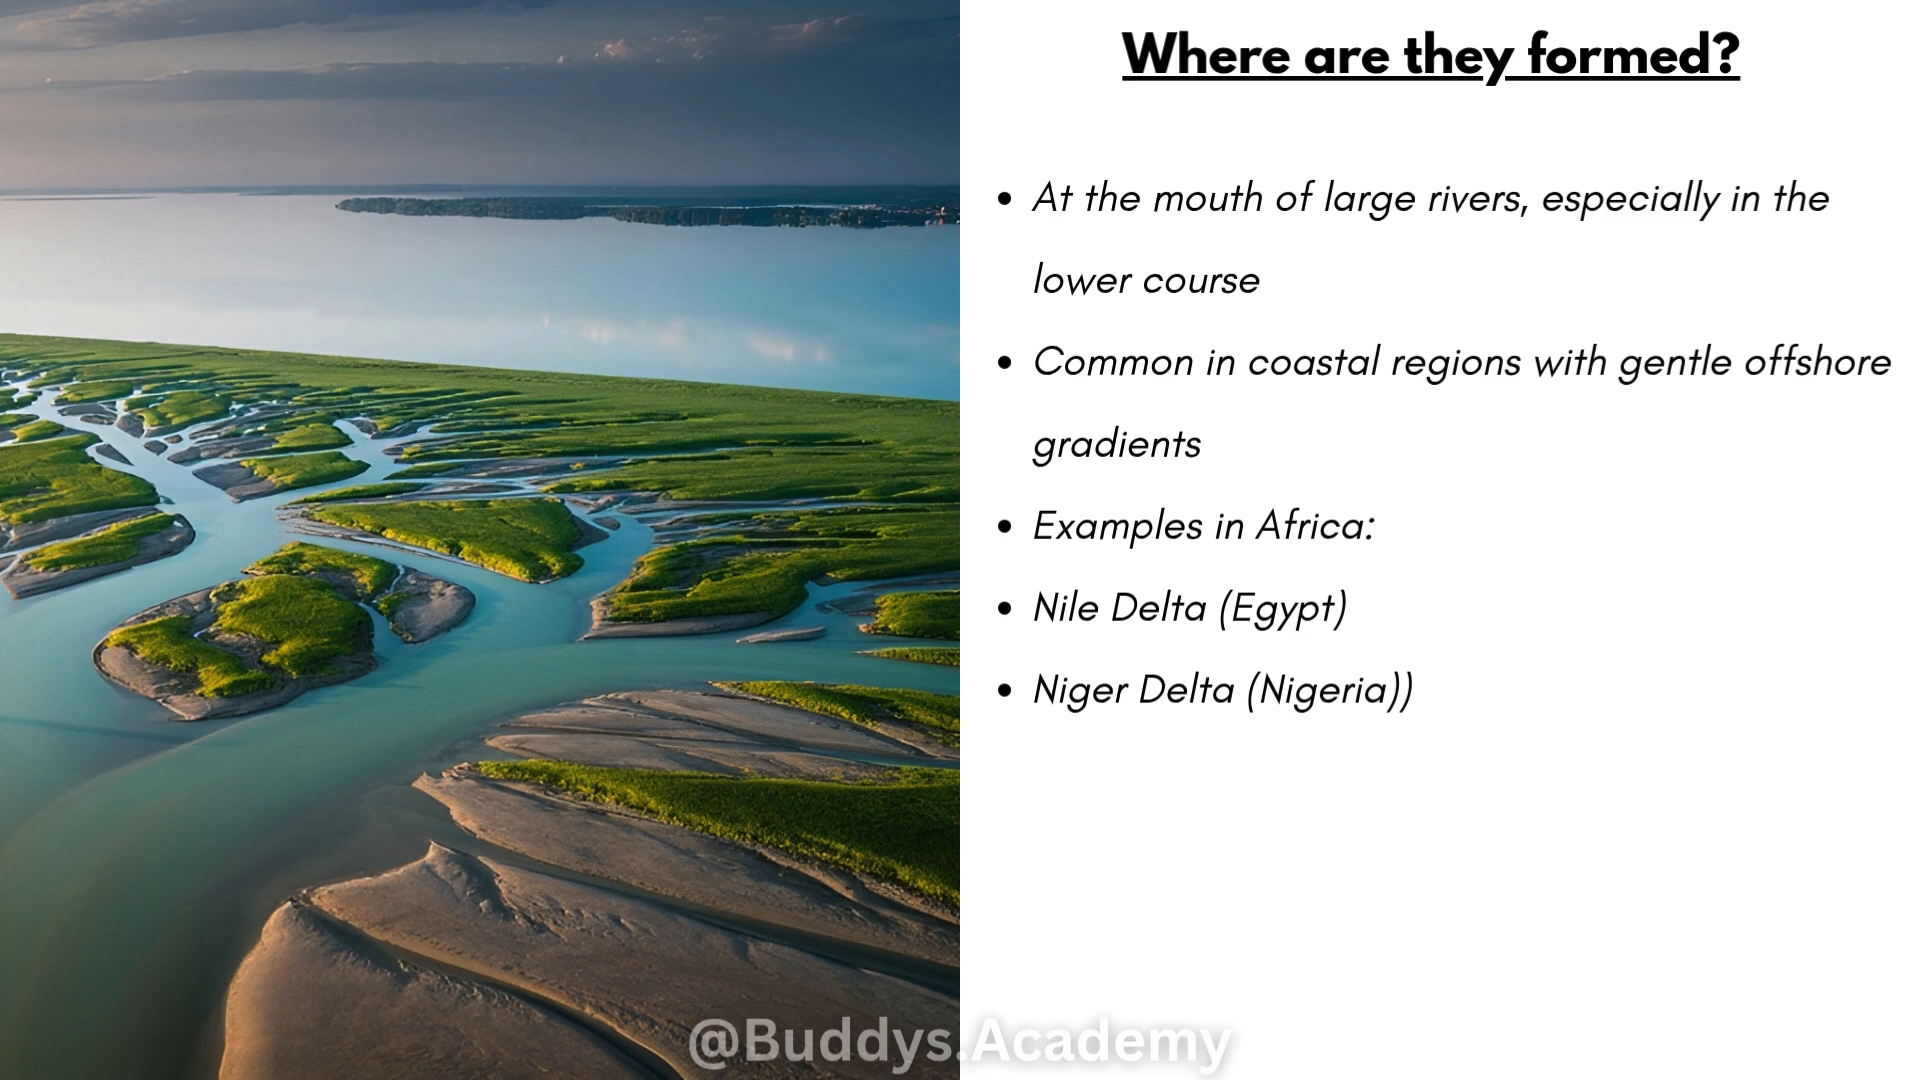 Where are they formed?
• At the mouth of large rivers, especially in the
lower course
• Common in coastal regions with gentle offshore
gradients
• Examples in Africa:
• Nile Delta (Egypt)
• Niger Delta (Nigeria))
@Buddys.Academy